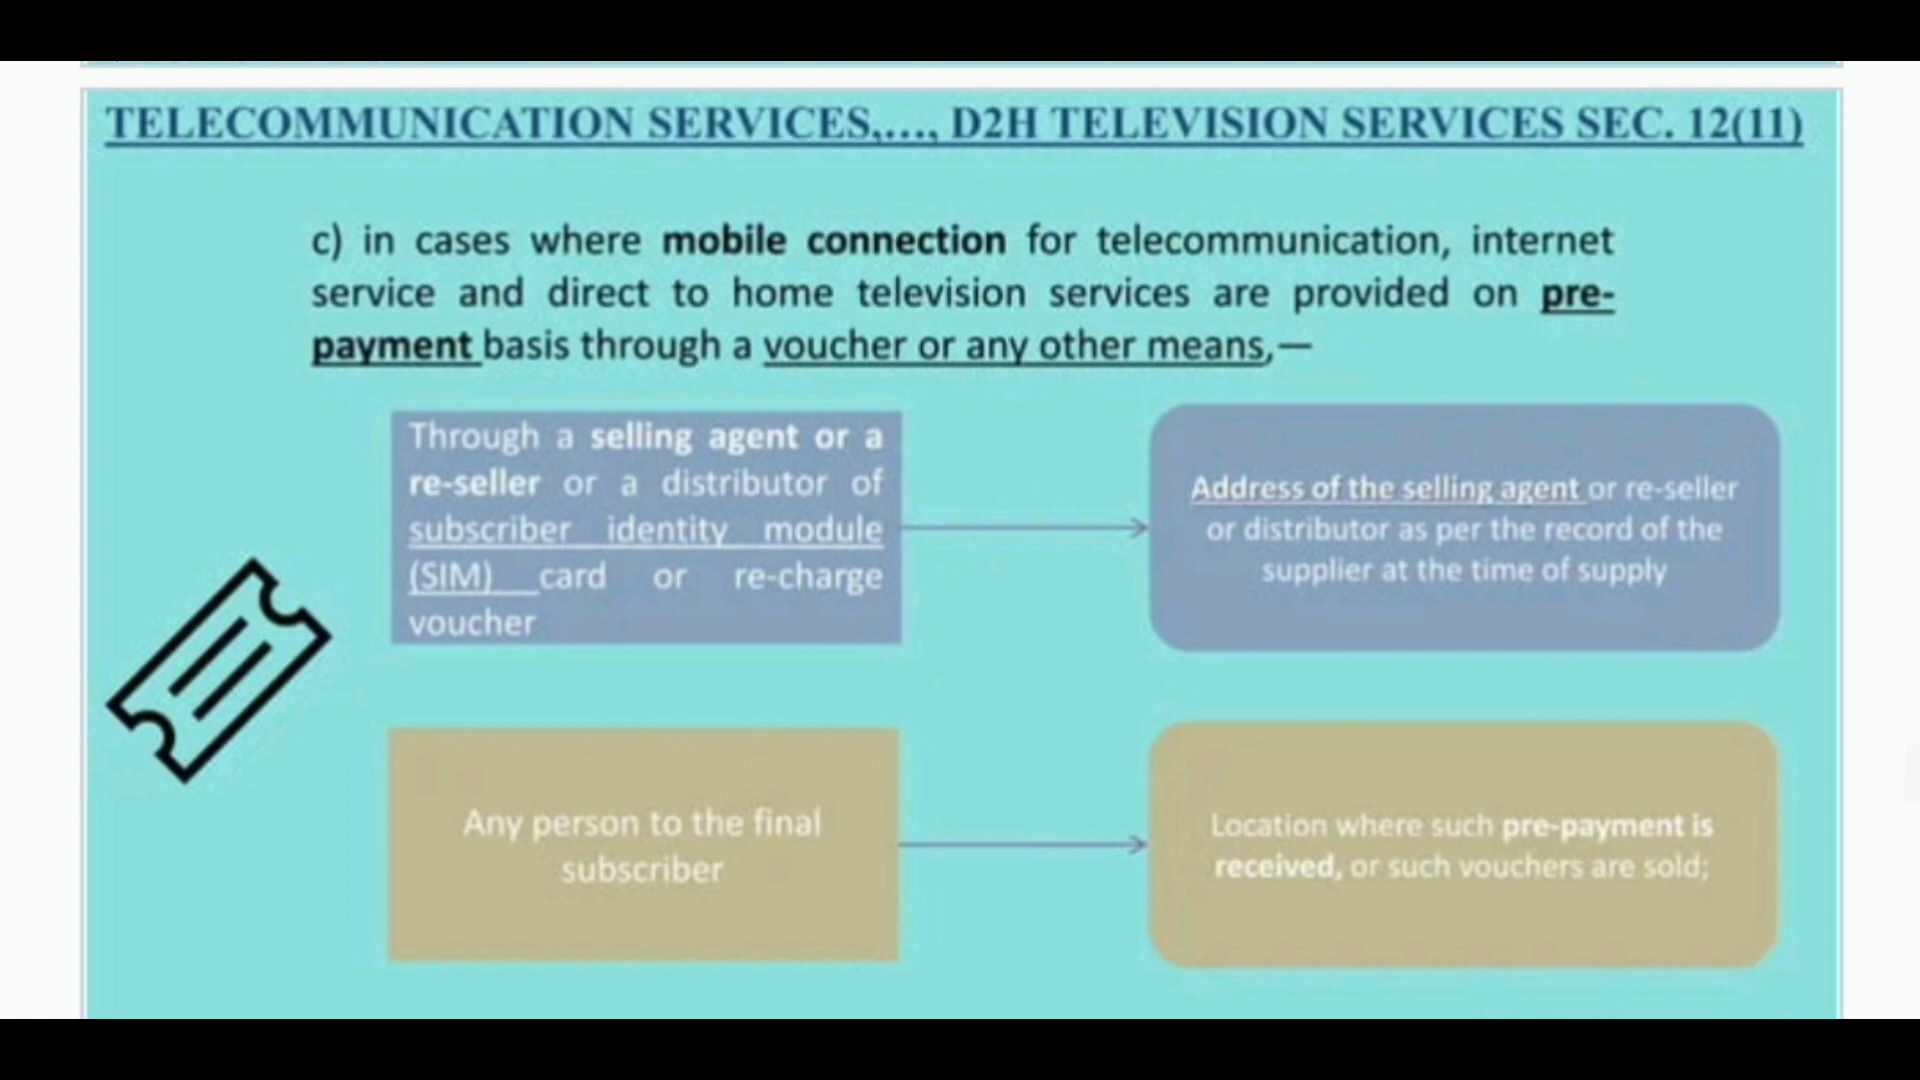 TELECOMMUNICATION SERVICES,…, D2H TELEVISION SERVICES SEC. 12(11)
c) in cases where mobile connection for telecommunication, internet
service and direct to home television services are provided on pre-
payment basis through a voucher or any other means,—
Through a selling agent or a
re-seller or a distributor of
subscriber identity module
(SIM) card or re-charge
voucher
Address of the selling agent or re-seller
or distributor as per the record of the
supplier at the time of supply
Any person to the final
subscriber
Location where such pre-payment is
received, or such vouchers are sold;